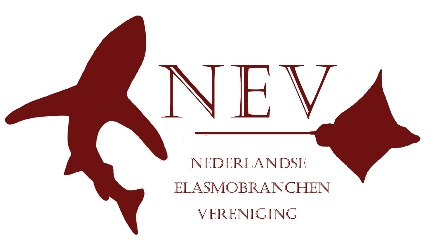 NEV
NEDERLANDSE
ELASMOBRANCHEN
VERENIGING